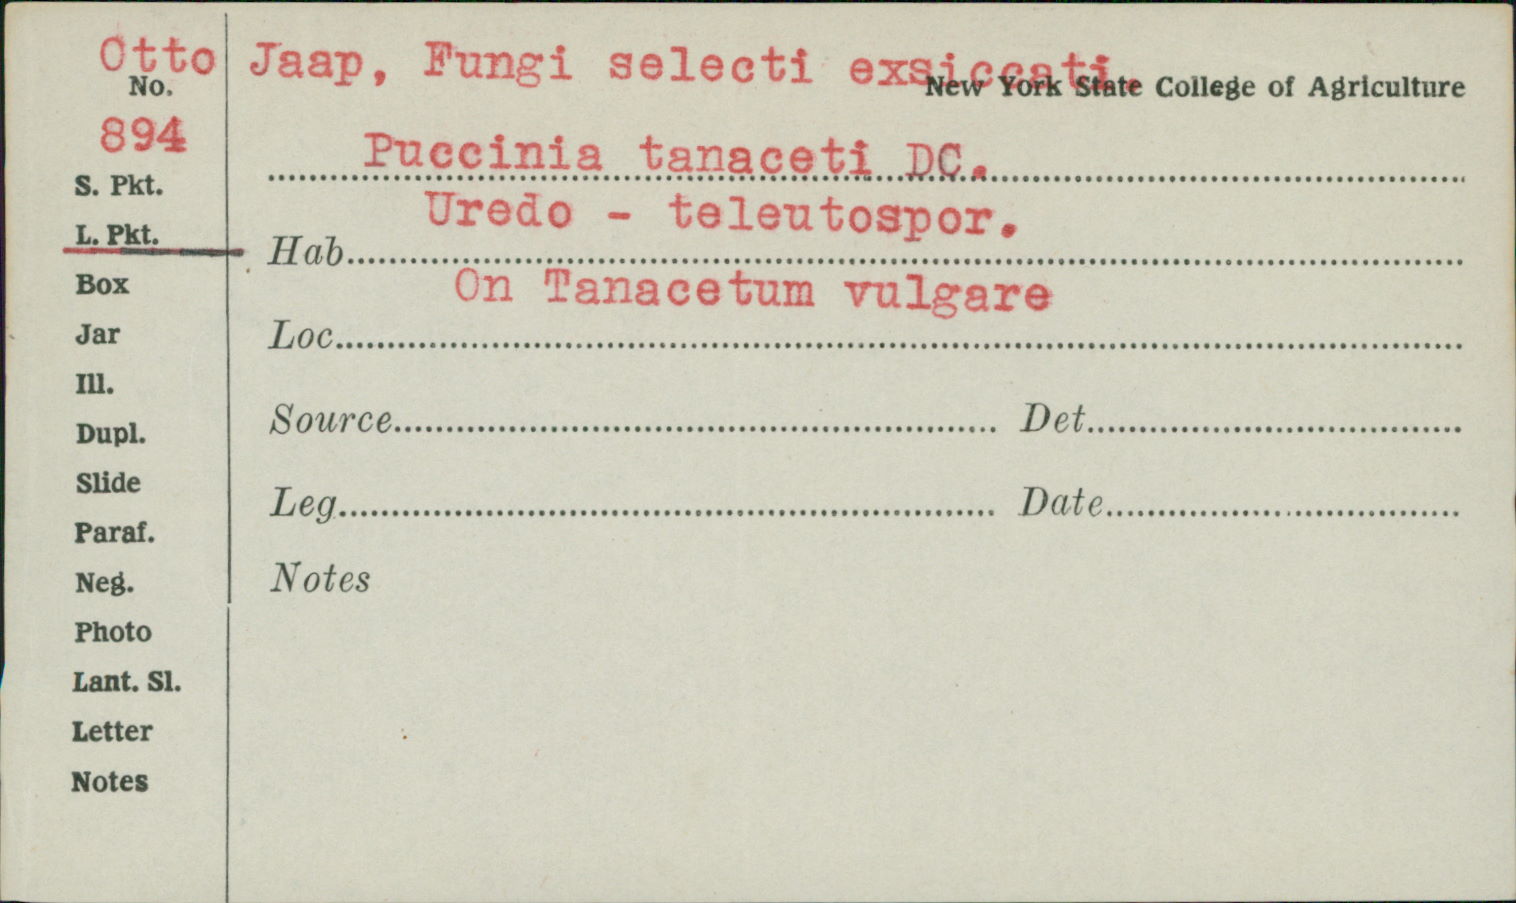 Otto Jaap, Fungi selecti exsiccati.
No. New York State College of Agriculture
894
Puccinia tanaceti DC.
S. Pkt.
Uredo - teleutospor.
L. Pkt.
Hab.
Box
On Tanacetum vulgare
Jar
Loc.
Ill.
Dupl.
Source Det.
Slide
Leg. Date
Paraf.
Neg.
Notes
Photo
Lant. Sl.
Letter
Notes